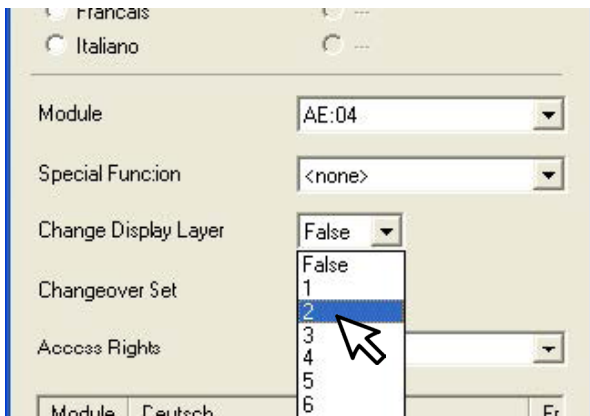 Francais ---
Italiano ---
Module AE:04
Special Function <none>
Change Display Layer False
False
Changeover Set 1
2
3
Access Rights 4
5
Module Deutsch 6 Fr